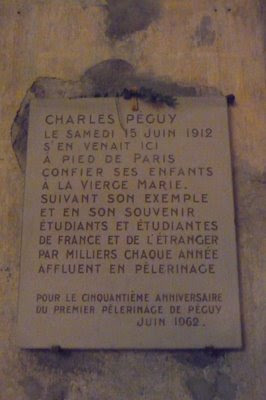 CHARLES PÉGUY
LE SAMEDI 15 JUIN 1912
S'EN VENAIT ICI
À PIED DE PARIS
CONFIER SES ENFANTS
À LA VIERGE MARIE.
SUIVANT SON EXEMPLE
ET EN SON SOUVENIR
ÉTUDIANTS ET ÉTUDIANTES
DE FRANCE ET DE L'ÉTRANGER
PAR MILLIERS CHAQUE ANNÉE
AFFLUENT EN PÉLERINAGE
POUR LE CINQUANTIÈME ANNIVERSAIRE
DU PREMIER PÉLERINAGE DE PÉGUY
JUIN 1962.